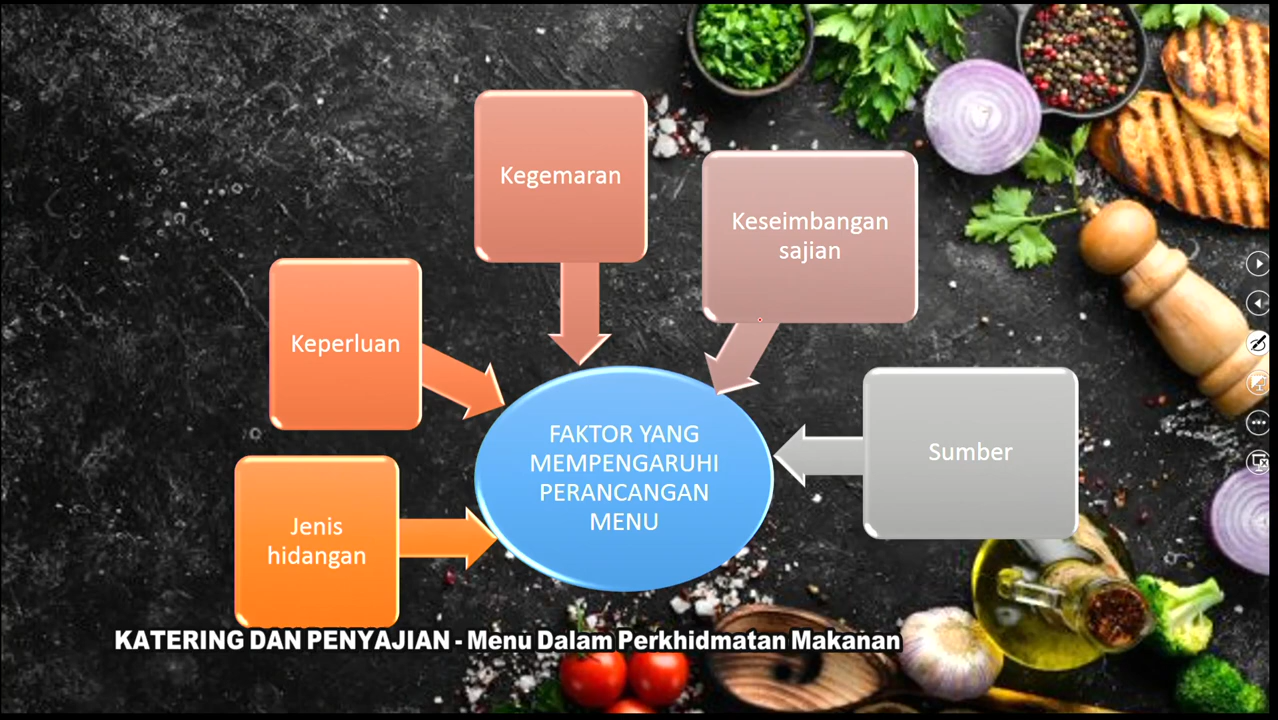 Kegemaran
Keseimbangan
sajian
Keperluan
Sumber
FAKTOR YANG
MEMPENGARUHI
PERANCANGAN
MENU
Jenis
hidangan
KATERING DAN PENYAJIAN - Menu Dalam Perkhidmatan Makanan